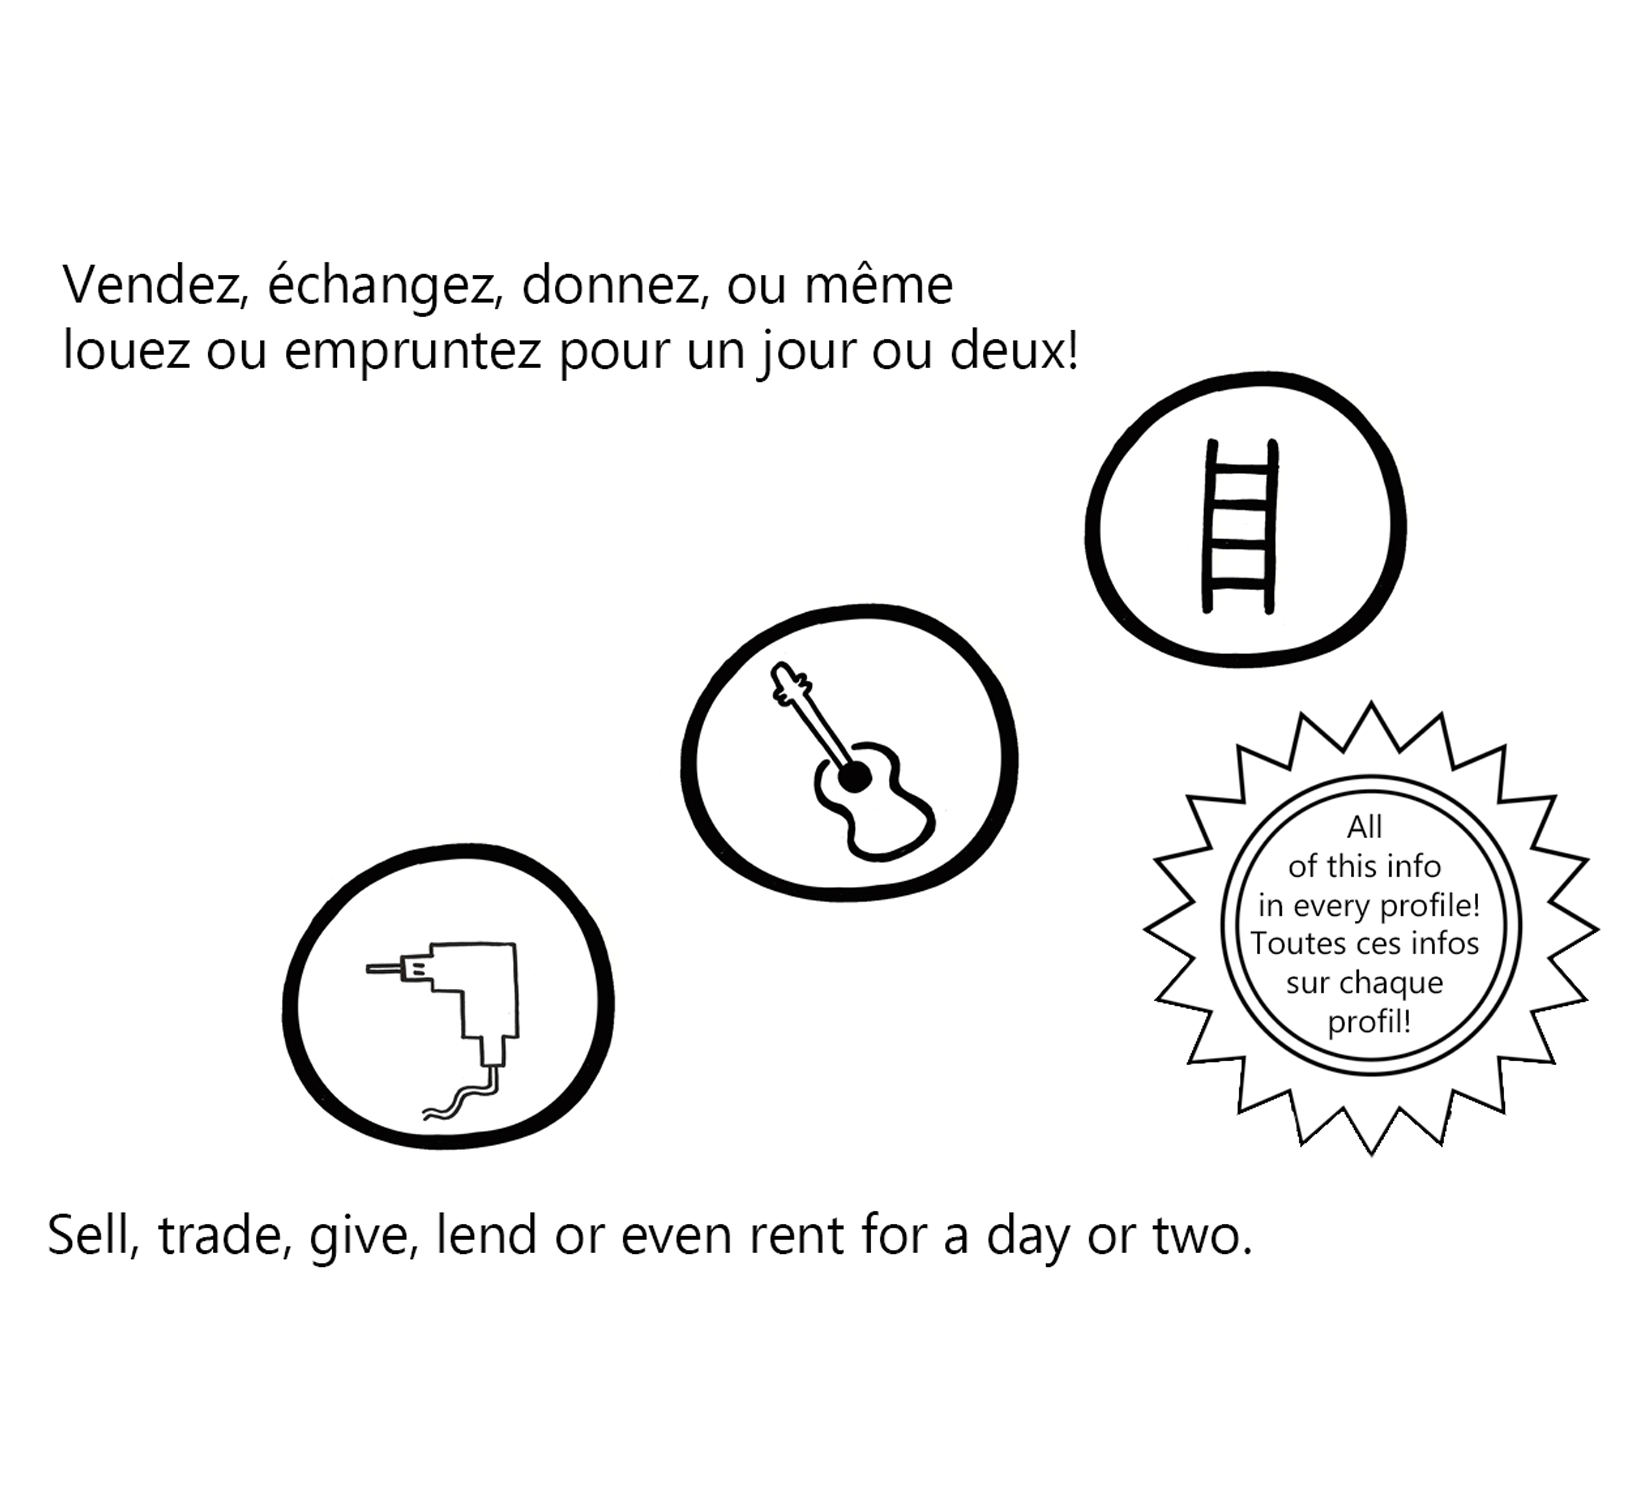 Vendez, échangez, donnez, ou même
louez ou empruntez pour un jour ou deux!
All
of this info
in every profile!
Toutes ces infos
sur chaque
profil!
Sell, trade, give, lend or even rent for a day or two.